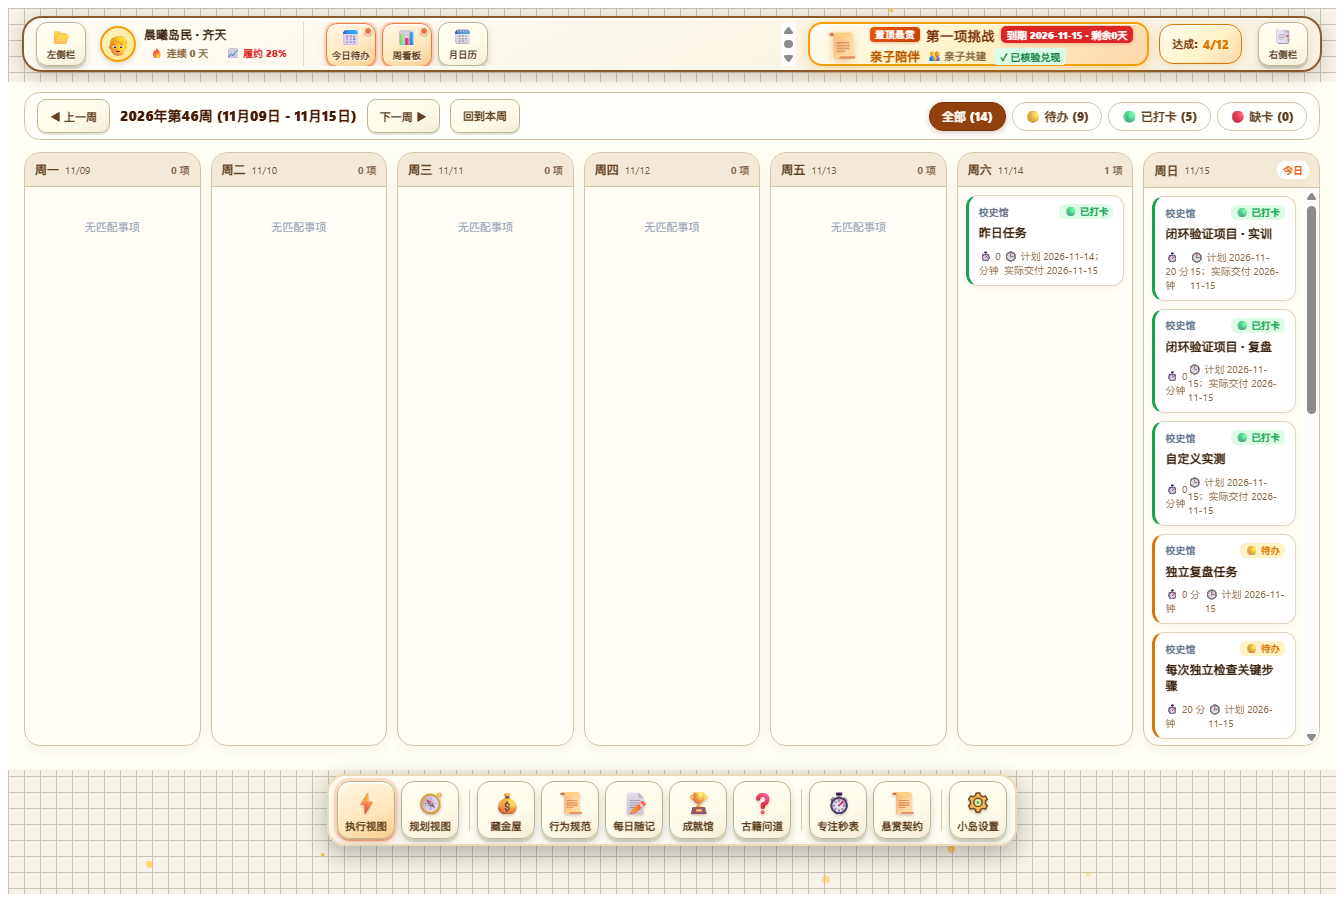 左侧栏
晨曦岛民 · 齐天
连续 0 天 履约 28%
今日待办
周看板
月日历
置顶悬赏 第一项挑战 到期 2026-11-15 · 剩余0天
亲子陪伴 亲子共建 ✓ 已核验兑现
达成: 4/12
右侧栏
◀ 上一周
2026年第46周 (11月09日 - 11月15日)
下一周 ▶
回到本周
全部 (14)
待办 (9)
已打卡 (5)
缺卡 (0)
周一 11/09 0 项
无匹配事项
周二 11/10 0 项
无匹配事项
周三 11/11 0 项
无匹配事项
周四 11/12 0 项
无匹配事项
周五 11/13 0 项
无匹配事项
周六 11/14 1 项
校史馆 已打卡
昨日任务
0 分钟
计划 2026-11-14；
实际交付 2026-11-15
周日 11/15 今日
校史馆 已打卡
闭环验证项目 · 实训
20 分
钟
计划 2026-11-
15；实际交付 2026-
11-15
校史馆 已打卡
闭环验证项目 · 复盘
0
分钟
计划 2026-11-
15；实际交付 2026-
11-15
校史馆 已打卡
自定义实测
0
分钟
计划 2026-11-
15；实际交付 2026-
11-15
校史馆 待办
独立复盘任务
0 分
钟
计划 2026-11-
15
校史馆 待办
每次独立检查关键步
骤
20 分
钟
计划 2026-
11-15
执行视图
规划视图
藏金屋
行为规范
每日随记
成就馆
古籍问道
专注秒表
悬赏契约
小岛设置